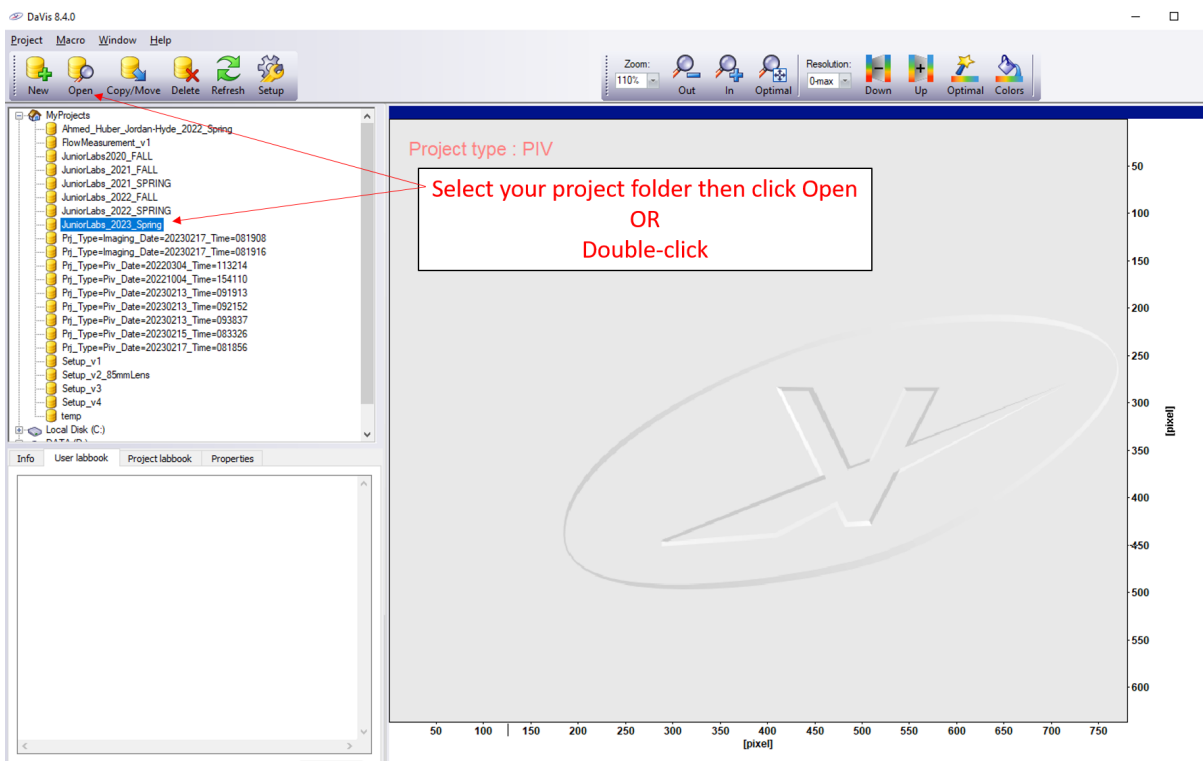 DaVis 8.4.0
Project Macro Window Help
New Open Copy/Move Delete Refresh Setup
Zoom:
110%
Out In Optimal
Resolution:
0-max
Down Up Optimal Colors
MyProjects
Ahmed_Huber_Jordan-Hyde_2022_Spring
FlowMeasurement_v1
JuniorLabs2020_FALL
JuniorLabs_2021_FALL
JuniorLabs_2021_SPRING
JuniorLabs_2022_FALL
JuniorLabs_2022_SPRING
JuniorLabs_2023_Spring
Prj_Type=Imaging_Date=20230217_Time=081908
Prj_Type=Imaging_Date=20230217_Time=081916
Prj_Type=Piv_Date=20220304_Time=113214
Prj_Type=Piv_Date=20221004_Time=154110
Prj_Type=Piv_Date=20230213_Time=091913
Prj_Type=Piv_Date=20230213_Time=092152
Prj_Type=Piv_Date=20230213_Time=093837
Prj_Type=Piv_Date=20230215_Time=083326
Prj_Type=Piv_Date=20230217_Time=081856
Setup_v1
Setup_v2_85mmLens
Setup_v3
Setup_v4
temp
Local Disk (C:)
DATA (D:)
Info User labbook Project labbook Properties
Project type : PIV
Select your project folder then click Open
OR
Double-click
50
100
150
200
250
300
350
400
450
500
550
600
[pixel]
50 100 150 200 250 300 350 400 450 500 550 600 650 700 750
[pixel]